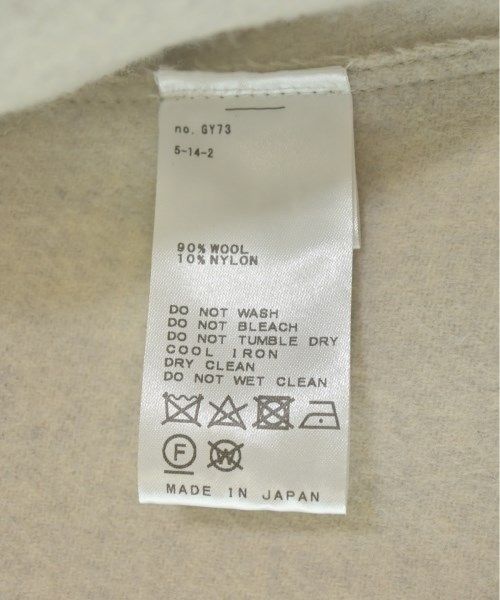 no. GY73
5-14-2
90% WOOL
10% NYLON
DO NOT WASH
DO NOT BLEACH
DO NOT TUMBLE DRY
COOL IRON
DRY CLEAN
DO NOT WET CLEAN
F W
MADE IN JAPAN